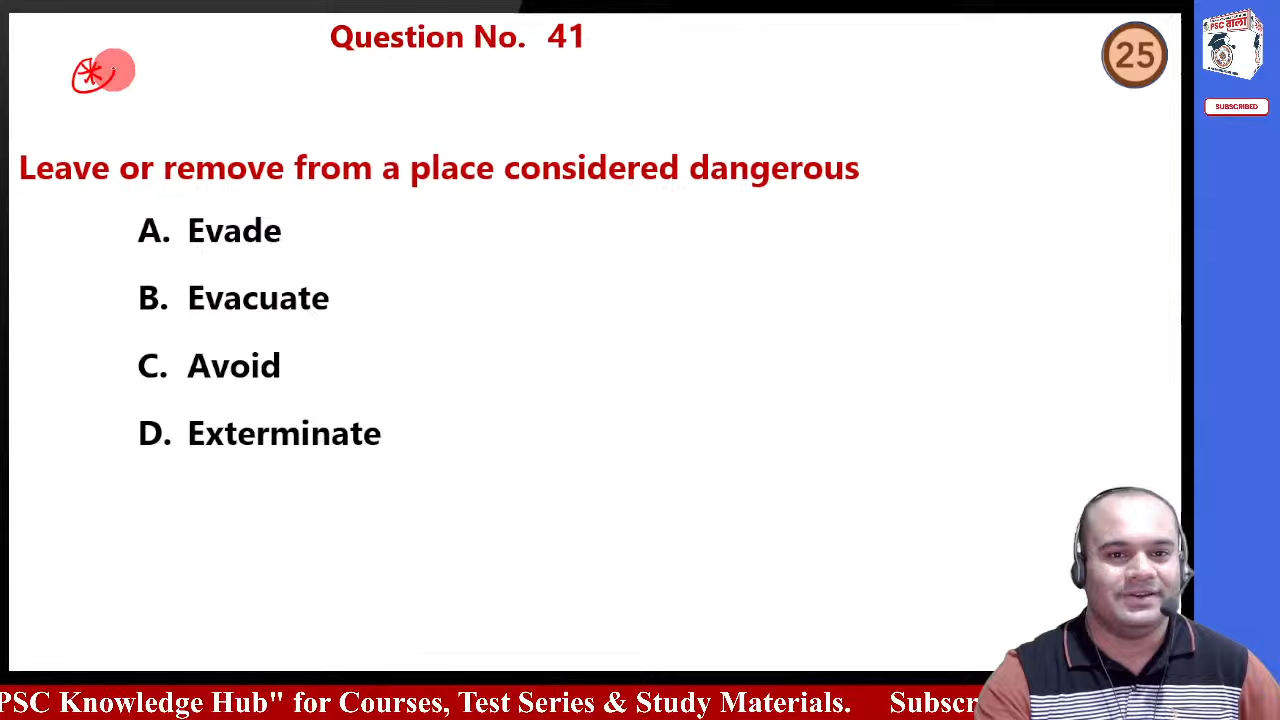 Question No. 41
25
PSC वाला
SUBSCRIBED
Leave or remove from a place considered dangerous
A. Evade
B. Evacuate
C. Avoid
D. Exterminate
PSC Knowledge Hub" for Courses, Test Series & Study Materials. Subscr